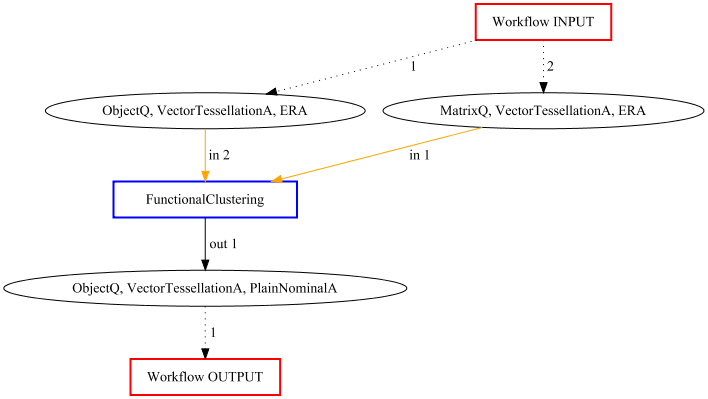 Workflow INPUT
1
2
ObjectQ, VectorTessellationA, ERA
MatrixQ, VectorTessellationA, ERA
in 2
in 1
FunctionalClustering
out 1
ObjectQ, VectorTessellationA, PlainNominalA
1
Workflow OUTPUT